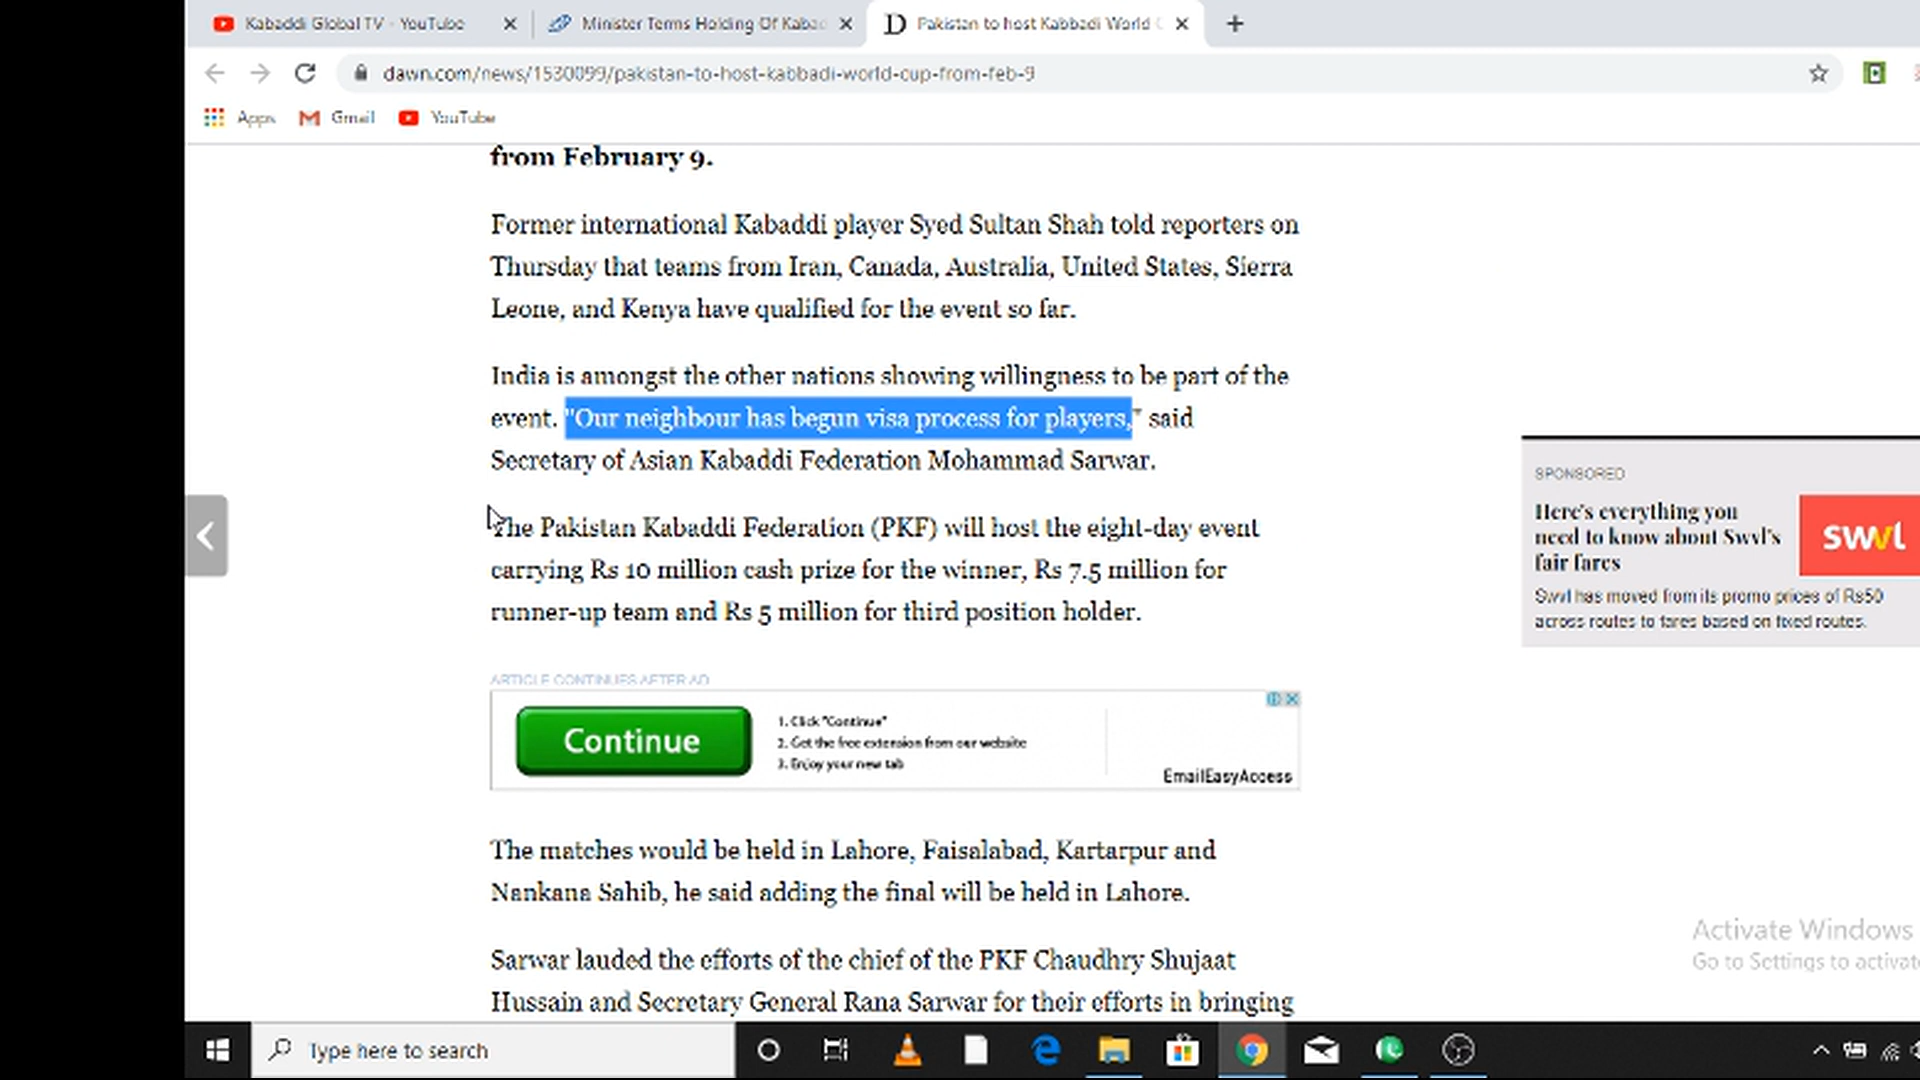 Kabaddi Global TV - YouTube
Minister Terms Holding Of Kabad
Pakistan to host Kabbadi World C
dawn.com/news/1530099/pakistan-to-host-kabbadi-world-cup-from-feb-9
Apps Gmail YouTube
from February 9.
Former international Kabaddi player Syed Sultan Shah told reporters on
Thursday that teams from Iran, Canada, Australia, United States, Sierra
Leone, and Kenya have qualified for the event so far.
India is amongst the other nations showing willingness to be part of the
event. "Our neighbour has begun visa process for players," said
Secretary of Asian Kabaddi Federation Mohammad Sarwar.
The Pakistan Kabaddi Federation (PKF) will host the eight-day event
carrying Rs 10 million cash prize for the winner, Rs 7.5 million for
runner-up team and Rs 5 million for third position holder.
SPONSORED
Here's everything you
need to know about Swvl's
fair fares
swvl
Swvl has moved from its promo prices of Rs50
across routes to fares based on fixed routes.
ARTICLE CONTINUES AFTER AD
Continue
1. Click "Continue"
2. Get the free extension from our website
3. Enjoy your new tab
EmailEasyAccess
The matches would be held in Lahore, Faisalabad, Kartarpur and
Nankana Sahib, he said adding the final will be held in Lahore.
Sarwar lauded the efforts of the chief of the PKF Chaudhry Shujaat
Hussain and Secretary General Rana Sarwar for their efforts in bringing
Activate Windows
Go to Settings to activate
Type here to search